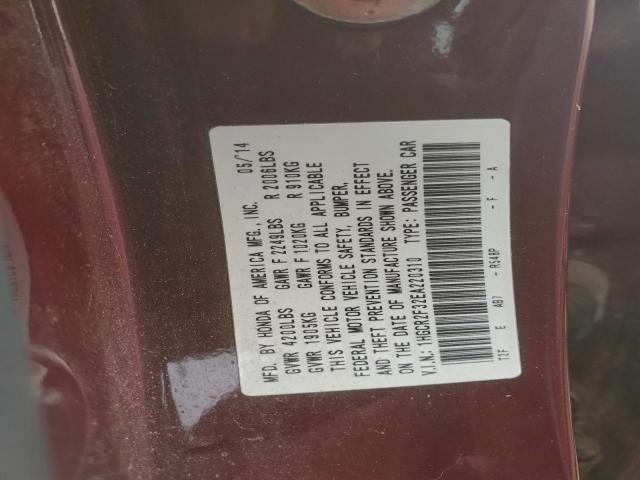 MFD. BY HONDA OF AMERICA MFG., INC. 05/'14
GVWR 4200LBS GAWR F 2249LBS R 2006LBS
GVWR 1905KG GAWR F 1020KG R 910KG
THIS VEHICLE CONFORMS TO ALL APPLICABLE
FEDERAL MOTOR VEHICLE SAFETY, BUMPER,
AND THEFT PREVENTION STANDARDS IN EFFECT
ON THE DATE OF MANUFACTURE SHOWN ABOVE.
V.I.N.: 1HGCR2F32EA220310 TYPE: PASSENGER CAR
T2F E AB7 - R548P - F - A